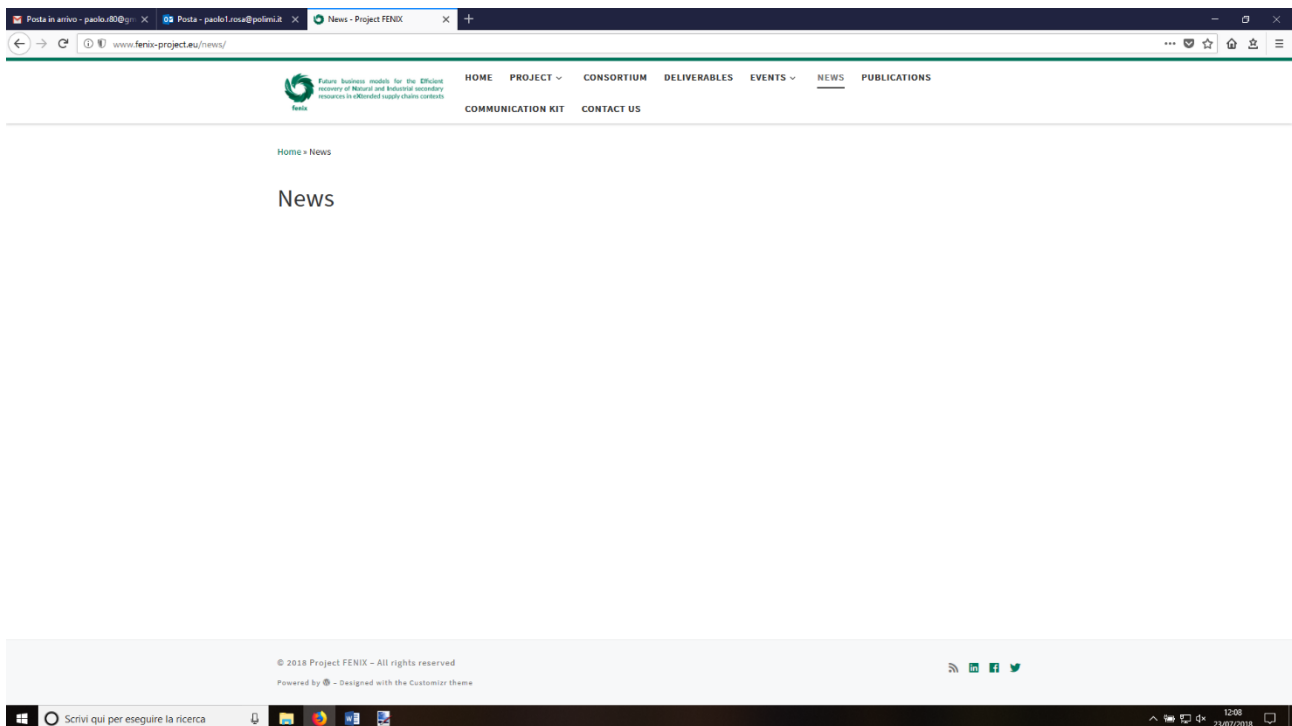 Posta in arrivo - paolo.r80@gm
Posta - paolo1.rosa@polimi.it
News - Project FENIX
www.fenix-project.eu/news/
Future business models for the Efficient
recovery of Natural and Industrial secondary
resources in eXtended supply chains contexts
fenix
HOME PROJECT CONSORTIUM DELIVERABLES EVENTS NEWS PUBLICATIONS
COMMUNICATION KIT CONTACT US
Home » News
News
© 2018 Project FENIX – All rights reserved
Powered by – Designed with the Customizr theme
Scrivi qui per eseguire la ricerca
12:08
23/07/2018